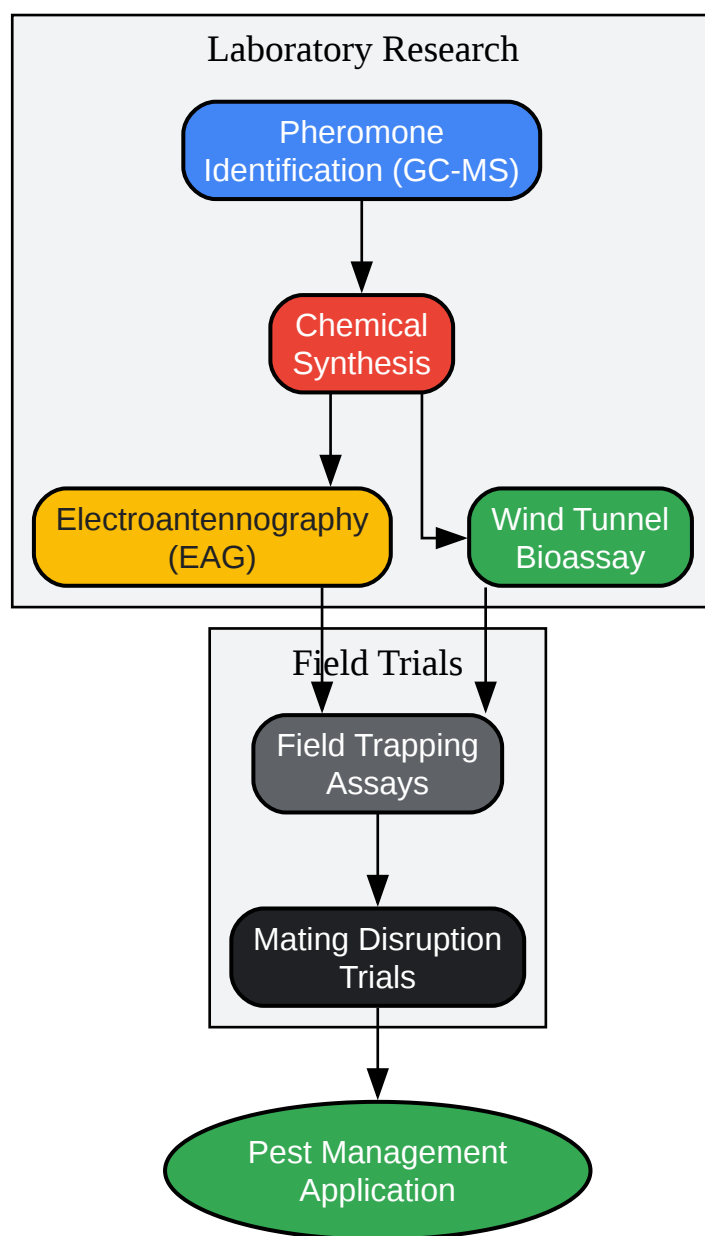 Laboratory Research
Pheromone
Identification (GC-MS)
Chemical
Synthesis
Electroantennography
(EAG)
Wind Tunnel
Bioassay
Field Trials
Field Trapping
Assays
Mating Disruption
Trials
Pest Management
Application